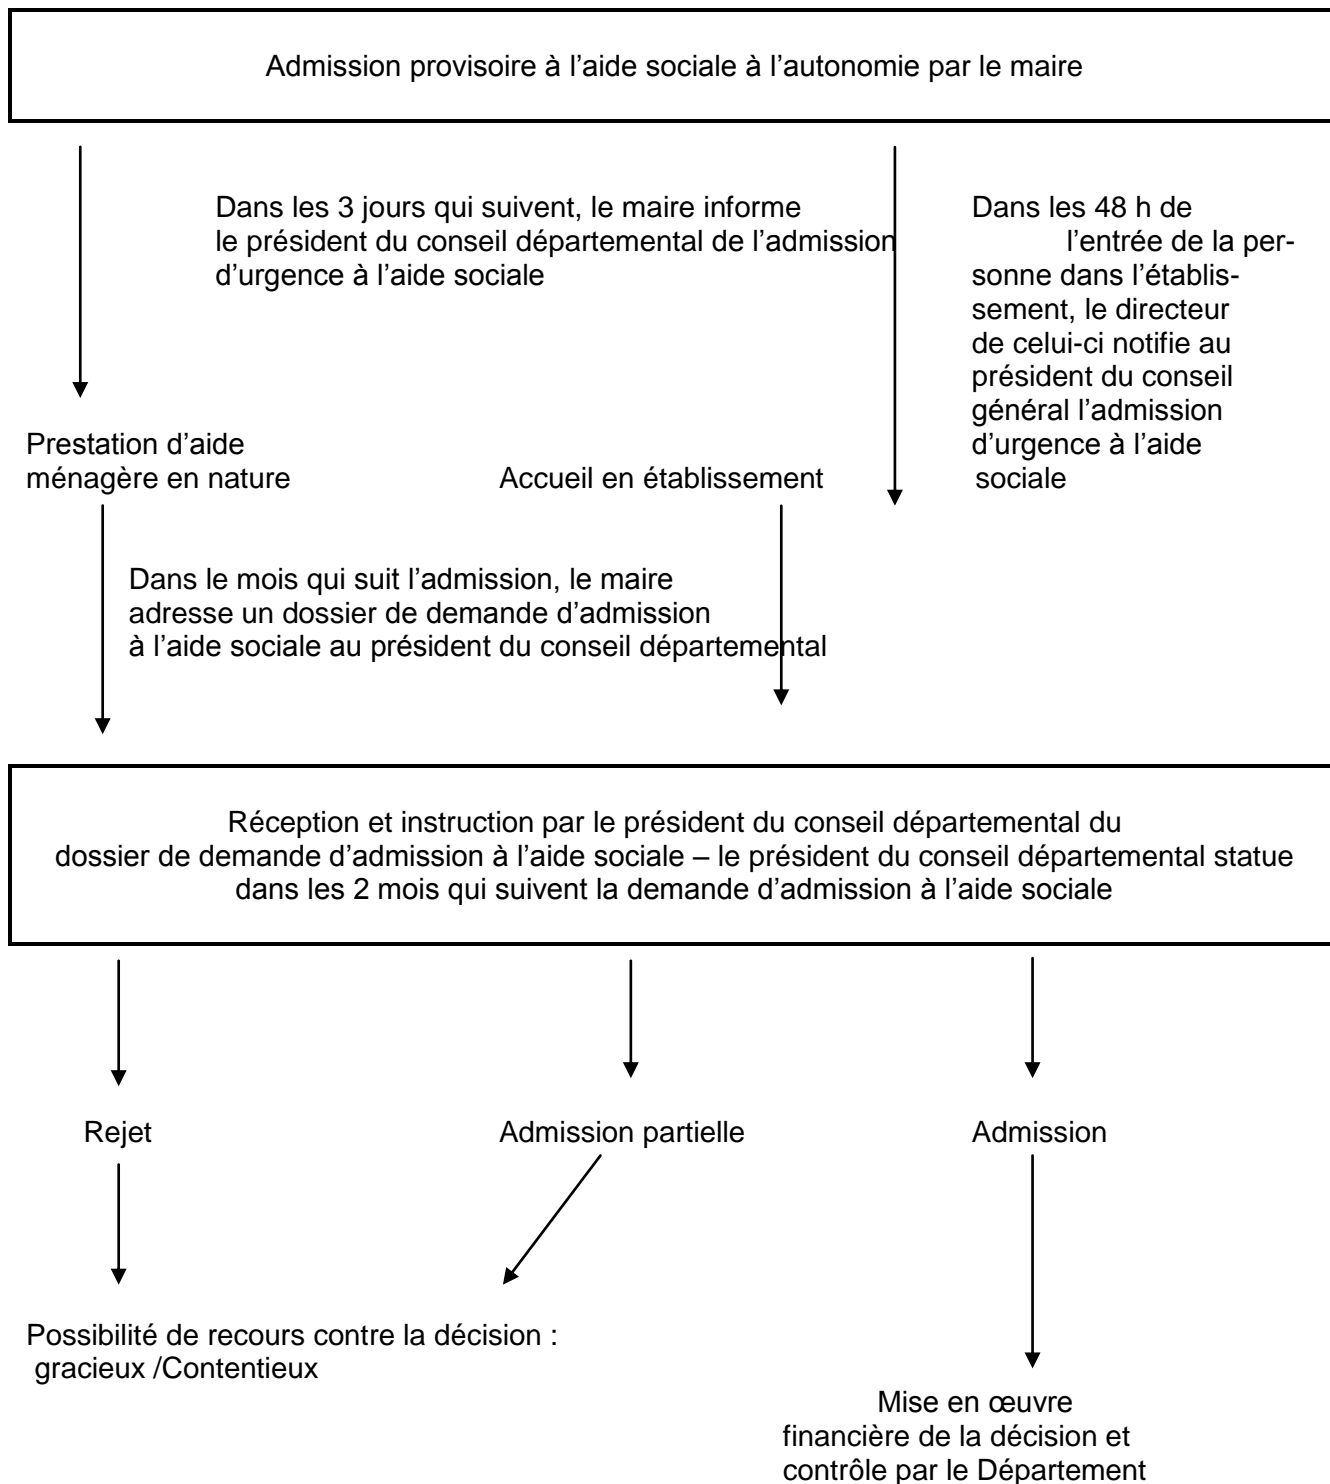 Admission provisoire à l’aide sociale à l’autonomie par le maire
Dans les 3 jours qui suivent, le maire informe
le président du conseil départemental de l’admission
d’urgence à l’aide sociale
Dans les 48 h de
l’entrée de la per-
sonne dans l’établis-
sement, le directeur
de celui-ci notifie au
président du conseil
général l’admission
d’urgence à l’aide
sociale
Prestation d’aide
ménagère en nature
Accueil en établissement
Dans le mois qui suit l’admission, le maire
adresse un dossier de demande d’admission
à l’aide sociale au président du conseil départemental
Réception et instruction par le président du conseil départemental du
dossier de demande d’admission à l’aide sociale – le président du conseil départemental statue
dans les 2 mois qui suivent la demande d’admission à l’aide sociale
Rejet
Admission partielle
Admission
Possibilité de recours contre la décision :
gracieux /Contentieux
Mise en œuvre
financière de la décision et
contrôle par le Département